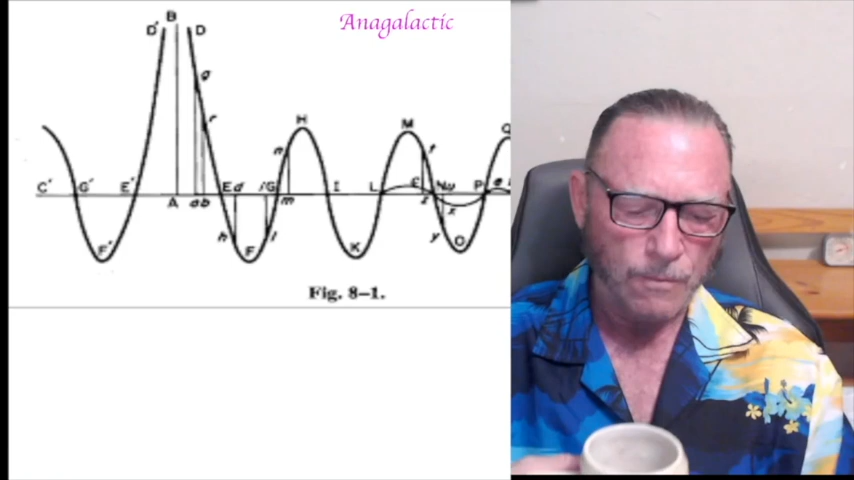 Anagalactic
B
D' D
g
r
H
M
Q
n
t
C' G' E' A a b E d i G m I L C z N u P e
h F l
F'
K
y x O
Fig. 8–1.